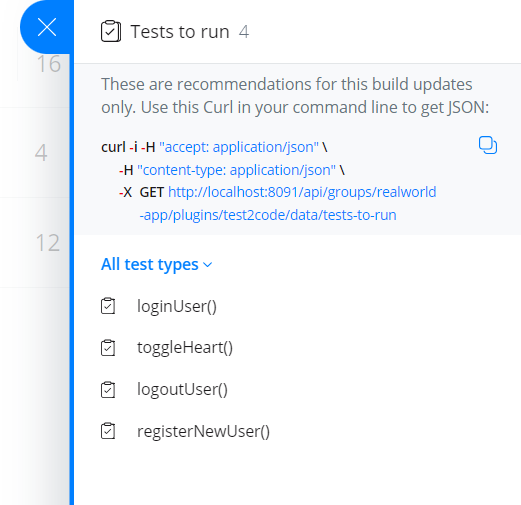 Tests to run 4
16
These are recommendations for this build updates
only. Use this Curl in your command line to get JSON:
curl -i -H "accept: application/json" \
-H "content-type: application/json" \
-X GET http://localhost:8091/api/groups/realworld
-app/plugins/test2code/data/tests-to-run
4
12
All test types
loginUser()
toggleHeart()
logoutUser()
registerNewUser()